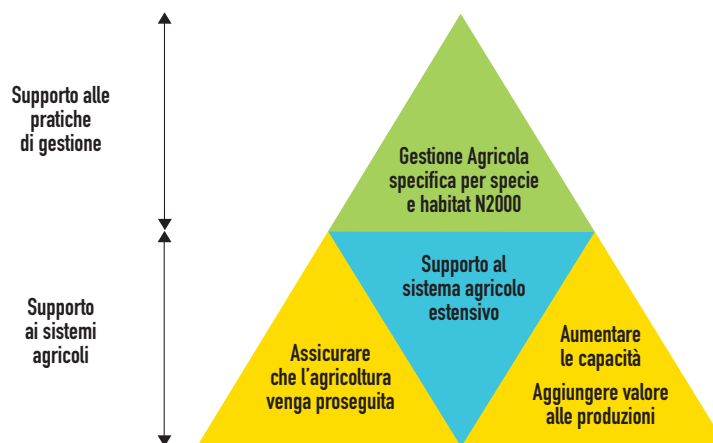 Supporto alle
pratiche
di gestione
Gestione Agricola
specifica per specie
e habitat N2000
Supporto
ai sistemi
agricoli
Supporto al
sistema agricolo
estensivo
Assicurare
che l'agricoltura
venga proseguita
Aumentare
le capacità
Aggiungere valore
alle produzioni